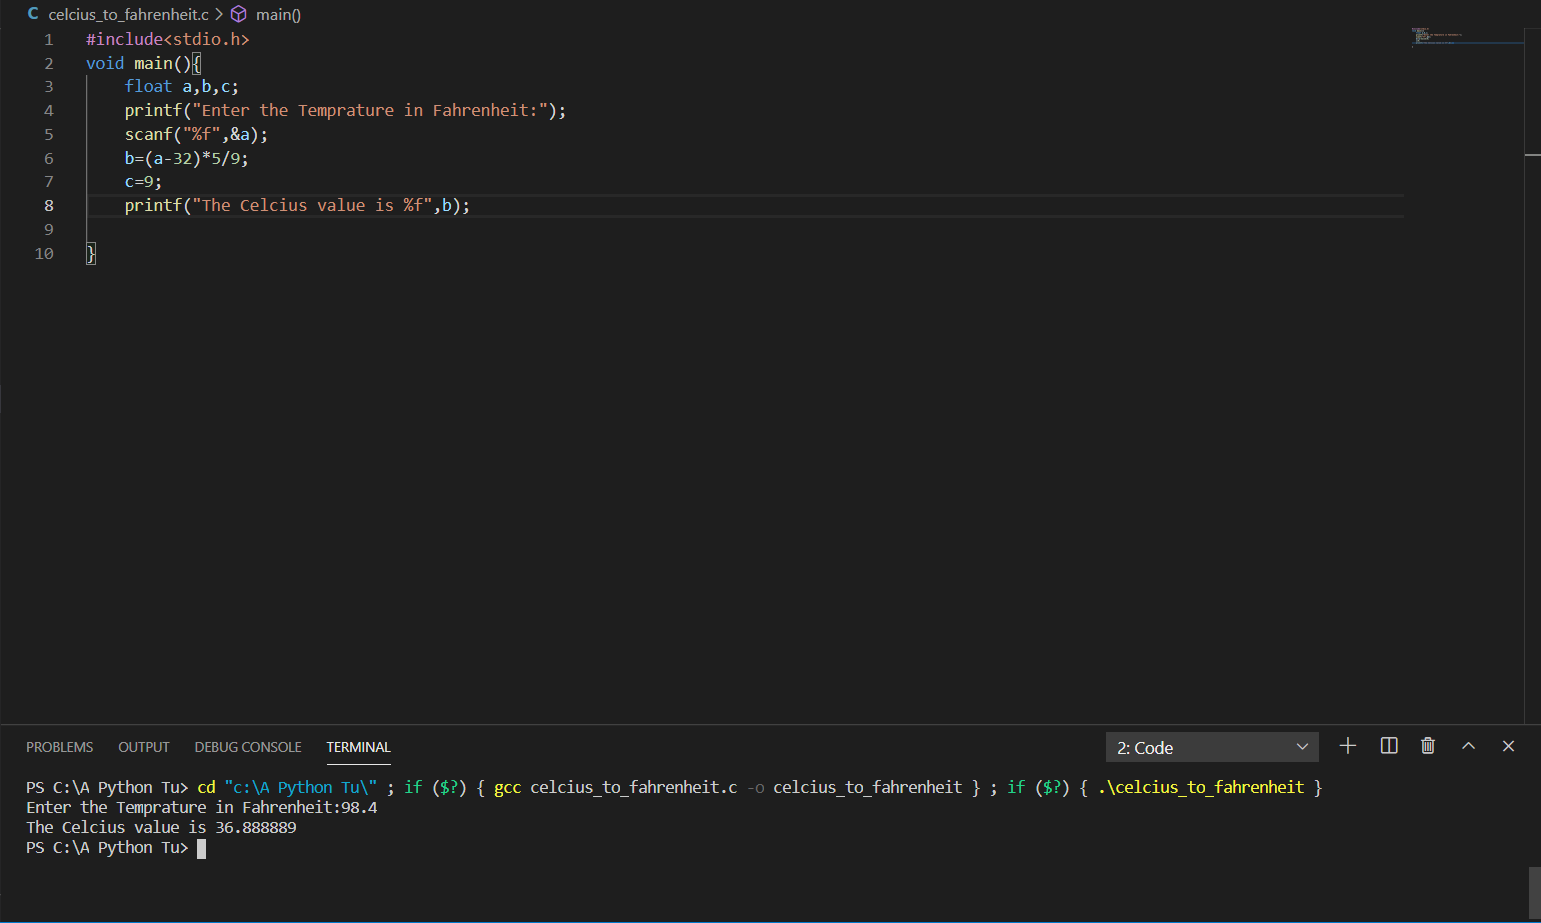 C celcius_to_fahrenheit.c > main()
1 #include<stdio.h>
2 void main(){
3 float a,b,c;
4 printf("Enter the Temprature in Fahrenheit:");
5 scanf("%f",&a);
6 b=(a-32)*5/9;
7 c=9;
8 printf("The Celcius value is %f",b);
9
10 }
PROBLEMS OUTPUT DEBUG CONSOLE TERMINAL 2: Code
PS C:\A Python Tu> cd "c:\A Python Tu\" ; if ($?) { gcc celcius_to_fahrenheit.c -o celcius_to_fahrenheit } ; if ($?) { .\celcius_to_fahrenheit }
Enter the Temprature in Fahrenheit:98.4
The Celcius value is 36.888889
PS C:\A Python Tu>